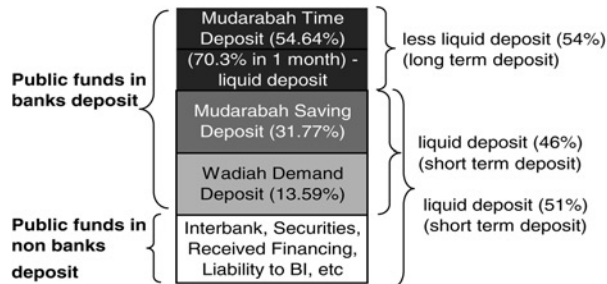 Public funds in
banks deposit
Public funds in
non banks
deposit
Mudarabah Time
Deposit (54.64%)
(70.3% in 1 month) -
liquid deposit
Mudarabah Saving
Deposit (31.77%)
Wadiah Demand
Deposit (13.59%)
Interbank, Securities,
Received Financing,
Liability to BI, etc
less liquid deposit (54%)
(long term deposit)
liquid deposit (46%)
(short term deposit)
liquid deposit (51%)
(short term deposit)